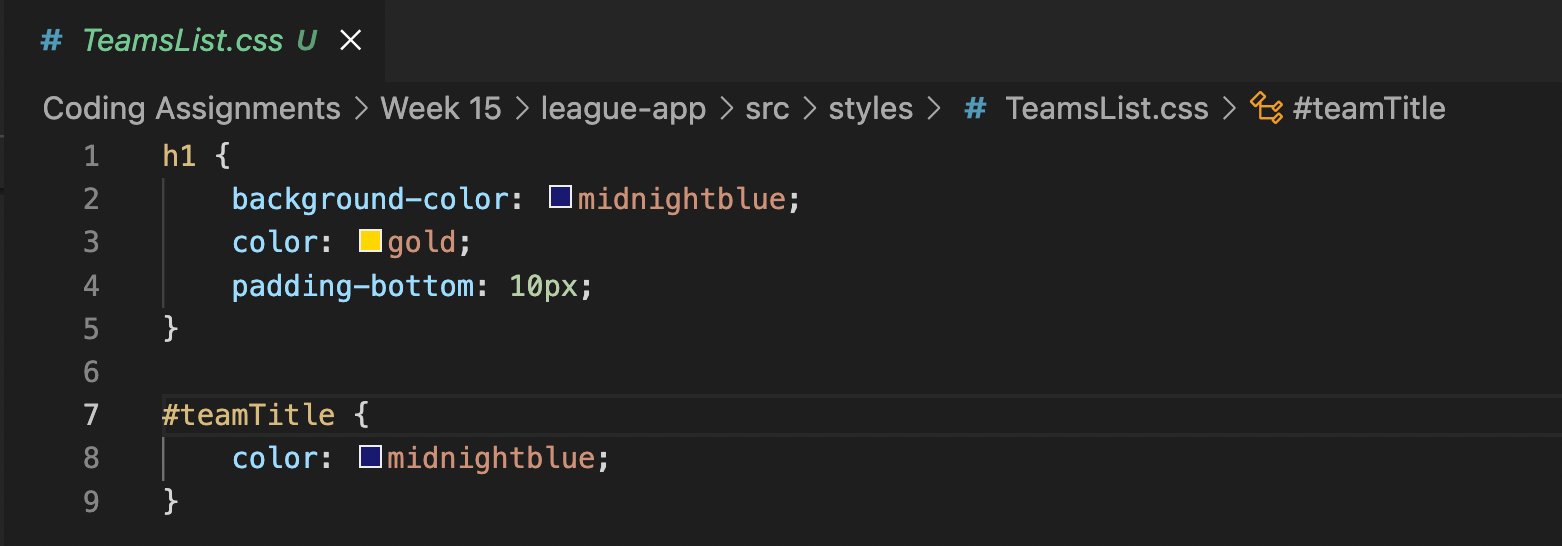 # TeamsList.css U ×
Coding Assignments > Week 15 > league-app > src > styles > # TeamsList.css > #teamTitle
1 h1 {
2     background-color: midnightblue;
3     color: gold;
4     padding-bottom: 10px;
5 }
6
7 #teamTitle {
8     color: midnightblue;
9 }